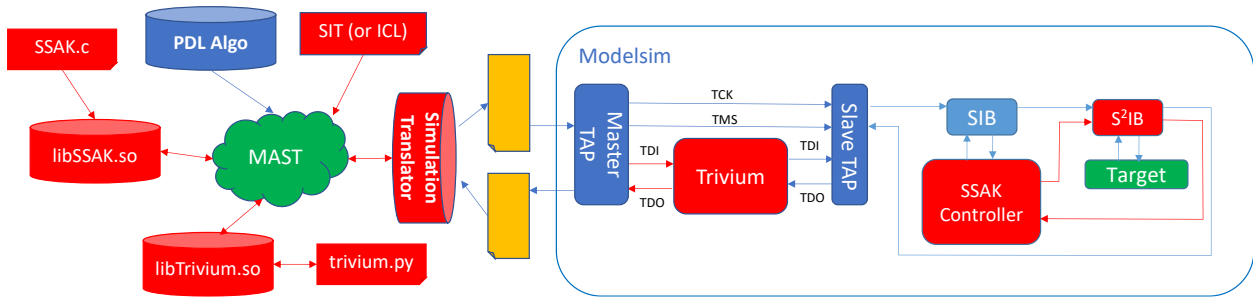 SSAK.c
PDL Algo
SIT (or ICL)
libSSAK.so
MAST
Simulation
Translator
libTrivium.so
trivium.py
Modelsim
Master
TAP
TCK
TMS
TDI
TDI
Trivium
TDO
TDO
Slave TAP
SIB
S²IB
SSAK
Controller
Target